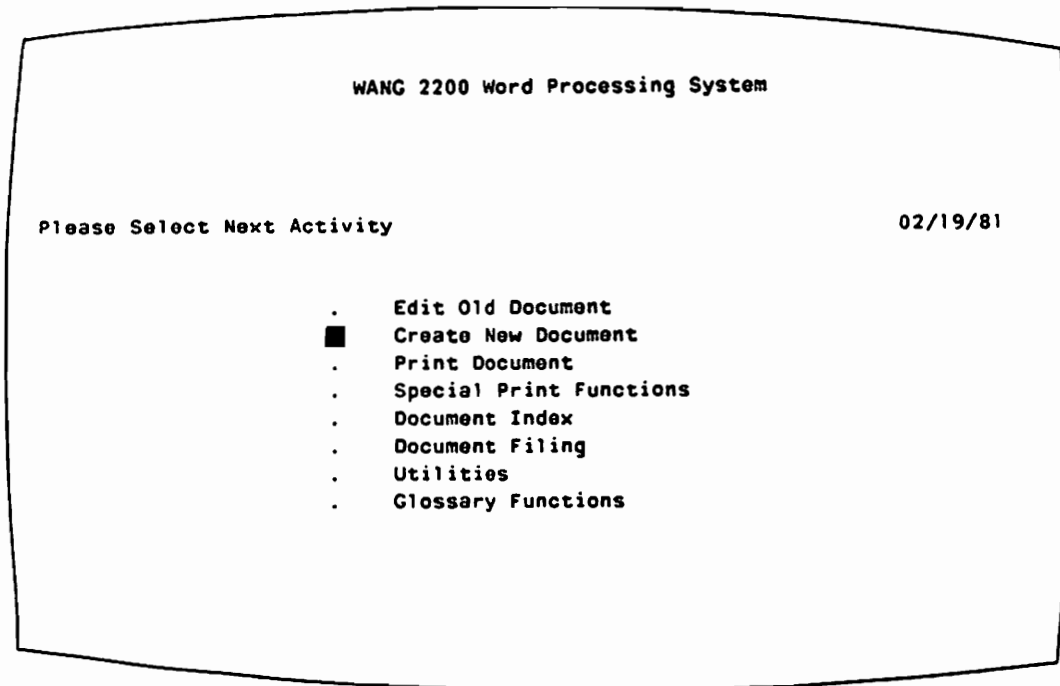 WANG 2200 Word Processing System
Please Select Next Activity 02/19/81
. Edit Old Document
■ Create New Document
. Print Document
. Special Print Functions
. Document Index
. Document Filing
. Utilities
. Glossary Functions